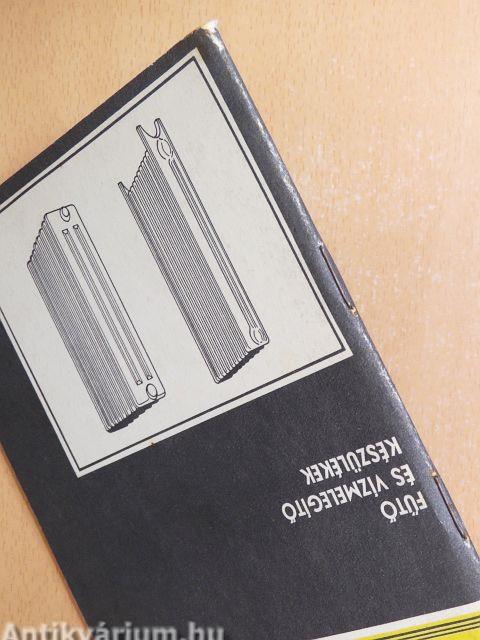 FŰTŐ
ÉS VÍZMELEGÍTŐ
KÉSZÜLÉKEK
Antikvárium.hu